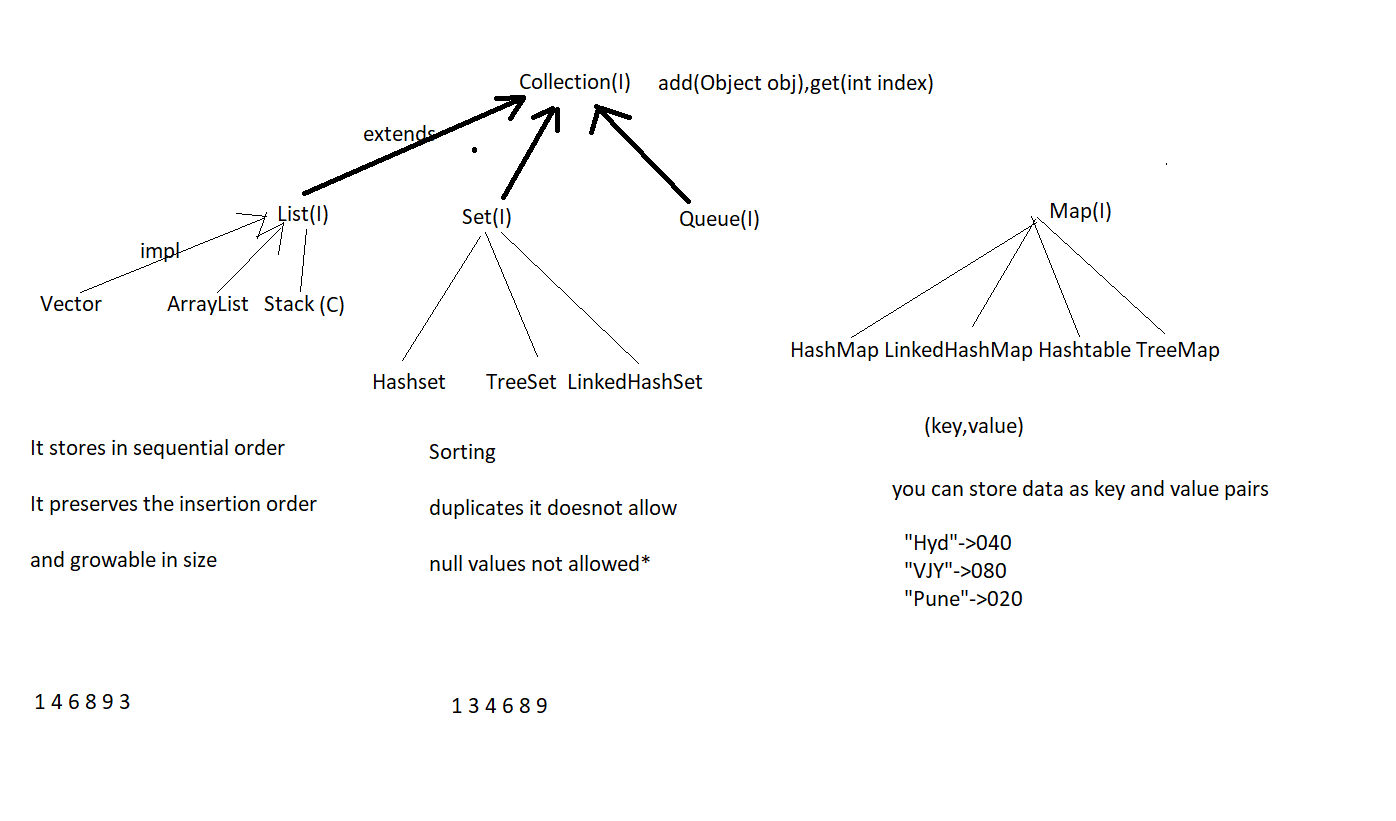 Collection(I) add(Object obj),get(int index)
extends
List(I) Set(I) Queue(I) Map(I)
impl
Vector ArrayList Stack (C)
HashMap LinkedHashMap Hashtable TreeMap
Hashset TreeSet LinkedHashSet
(key,value)
It stores in sequential order
It preserves the insertion order
and growable in size
Sorting
duplicates it doesnot allow
null values not allowed*
you can store data as key and value pairs
"Hyd"->040
"VJY"->080
"Pune"->020
1 4 6 8 9 3
1 3 4 6 8 9